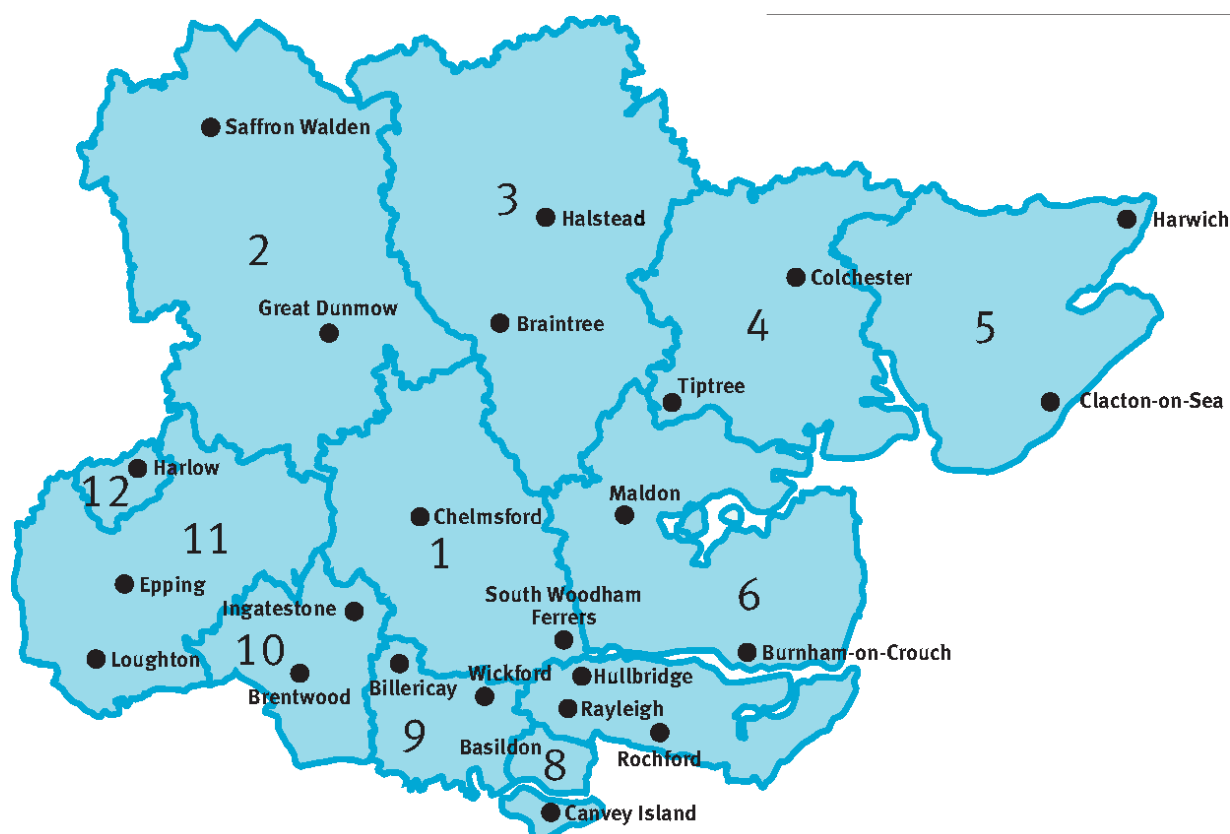 Saffron Walden
3
Halstead
Harwich
2
Colchester
Great Dunmow
Braintree
4
5
Tiptree
Clacton-on-Sea
Harlow
12
Maldon
Chelmsford
11
1
Epping
South Woodham
Ferrers
6
Ingatestone
10
Loughton
Burnham-on-Crouch
Brentwood
Billericay
Wickford
Hullbridge
Rayleigh
9
Basildon
Rochford
8
Canvey Island